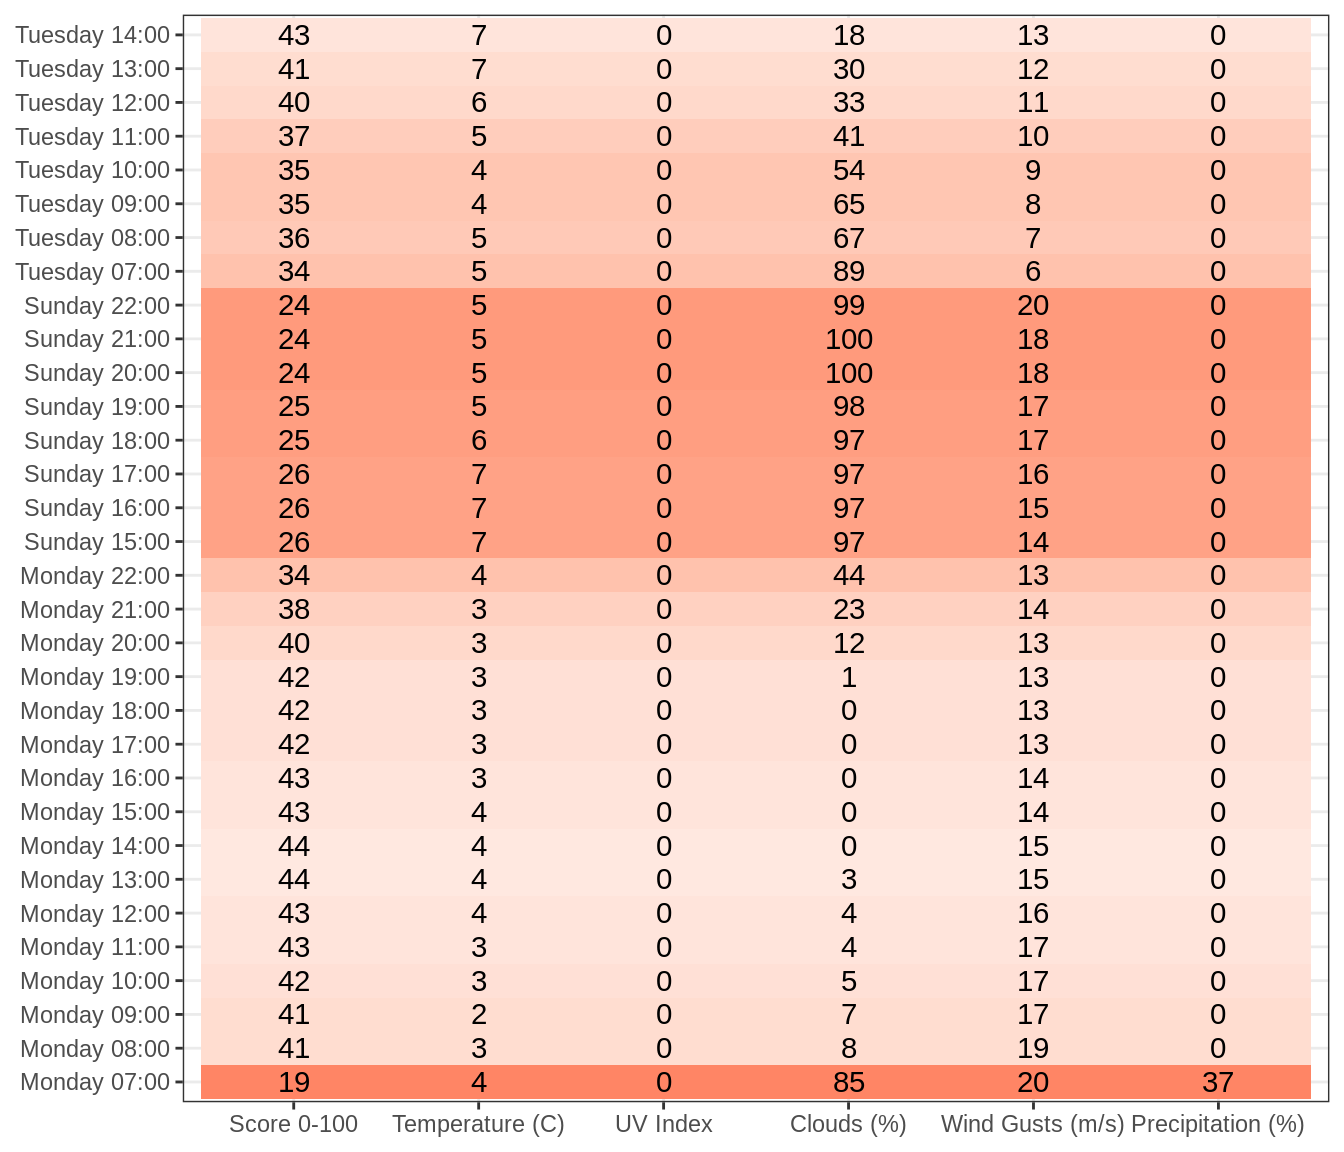 Tuesday 14:00 43 7 0 18 13 0
Tuesday 13:00 41 7 0 30 12 0
Tuesday 12:00 40 6 0 33 11 0
Tuesday 11:00 37 5 0 41 10 0
Tuesday 10:00 35 4 0 54 9 0
Tuesday 09:00 35 4 0 65 8 0
Tuesday 08:00 36 5 0 67 7 0
Tuesday 07:00 34 5 0 89 6 0
Sunday 22:00 24 5 0 99 20 0
Sunday 21:00 24 5 0 100 18 0
Sunday 20:00 24 5 0 100 18 0
Sunday 19:00 25 5 0 98 17 0
Sunday 18:00 25 6 0 97 17 0
Sunday 17:00 26 7 0 97 16 0
Sunday 16:00 26 7 0 97 15 0
Sunday 15:00 26 7 0 97 14 0
Monday 22:00 34 4 0 44 13 0
Monday 21:00 38 3 0 23 14 0
Monday 20:00 40 3 0 12 13 0
Monday 19:00 42 3 0 1 13 0
Monday 18:00 42 3 0 0 13 0
Monday 17:00 42 3 0 0 13 0
Monday 16:00 43 3 0 0 14 0
Monday 15:00 43 4 0 0 14 0
Monday 14:00 44 4 0 0 15 0
Monday 13:00 44 4 0 3 15 0
Monday 12:00 43 4 0 4 16 0
Monday 11:00 43 3 0 4 17 0
Monday 10:00 42 3 0 5 17 0
Monday 09:00 41 2 0 7 17 0
Monday 08:00 41 3 0 8 19 0
Monday 07:00 19 4 0 85 20 37
Score 0-100 Temperature (C) UV Index Clouds (%) Wind Gusts (m/s) Precipitation (%)